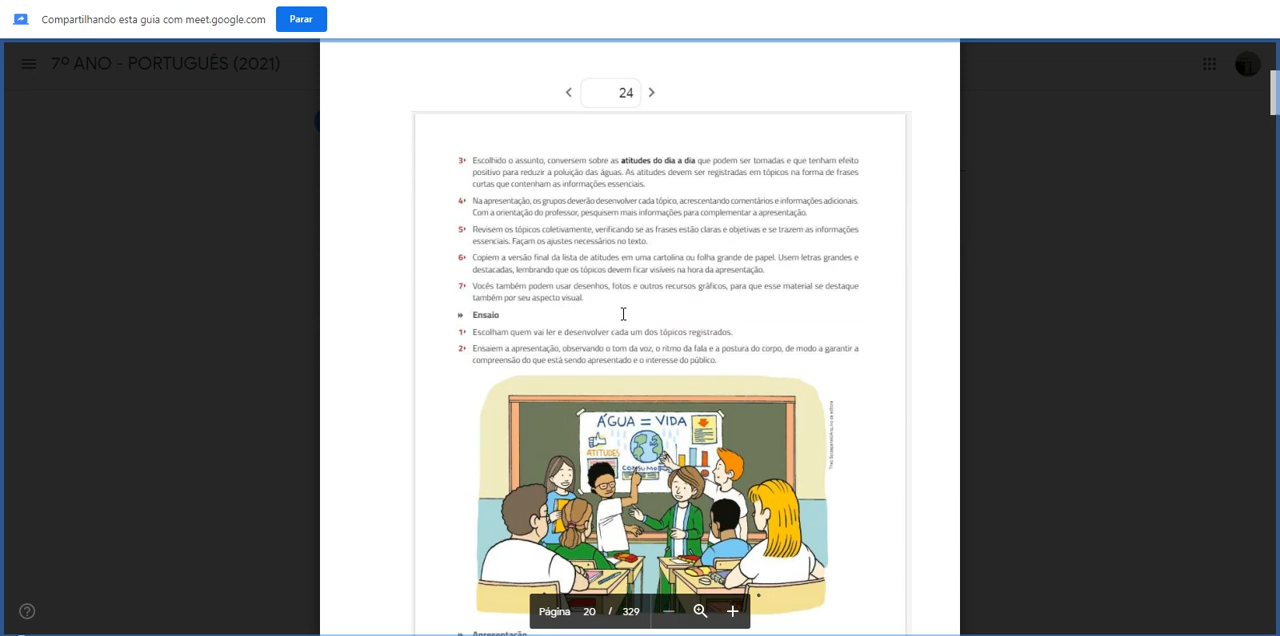 Compartilhando esta guia com meet.google.com Parar
7º ANO - PORTUGUÊS (2021)
24
3 Escolhido o assunto, conversem sobre as atitudes do dia a dia que podem ser tomadas e que tenham efeito
positivo para reduzir a poluição das águas. As atitudes devem ser registradas em tópicos na forma de frases
curtas que contenham as informações essenciais.
4 Na apresentação, os grupos deverão desenvolver cada tópico, acrescentando comentários e informações adicionais.
Com a orientação do professor, pesquisem mais informações para complementar a apresentação.
5 Revisem os tópicos coletivamente, verificando se as frases estão claras e objetivas e se trazem as informações
essenciais. Façam os ajustes necessários no texto.
6 Copiem a versão final da lista de atitudes em uma cartolina ou folha grande de papel. Usem letras grandes e
destacadas, lembrando que os tópicos devem ficar visíveis na hora da apresentação.
7 Vocês também podem usar desenhos, fotos e outros recursos gráficos, para que esse material se destaque
também por seu aspecto visual.
Ensaio
1 Escolham quem vai ler e desenvolver cada um dos tópicos registrados.
2 Ensaiem a apresentação, observando o tom da voz, o ritmo da fala e a postura do corpo, de modo a garantir a
compreensão do que está sendo apresentado e o interesse do público.
ÁGUA = VIDA
ATITUDES
CONSUMO
Página 20 / 329
Apresentação